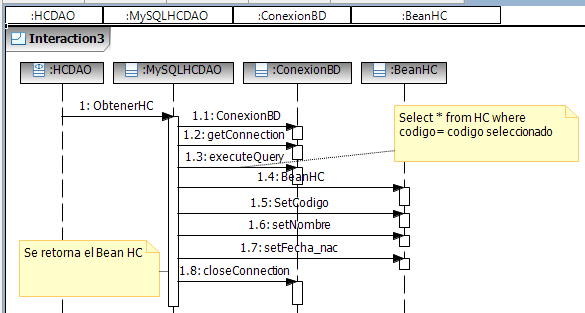 :HCDAO :MySQLHCDAO :ConexionBD :BeanHC
Interaction3
:HCDAO :MySQLHCDAO :ConexionBD :BeanHC
1: ObtenerHC
1.1: ConexionBD
1.2: getConnection
1.3: executeQuery
Select * from HC where
codigo= codigo seleccionado
1.4: BeanHC
1.5: SetCodigo
1.6: setNombre
1.7: setFecha_nac
Se retorna el Bean HC
1.8: closeConnection